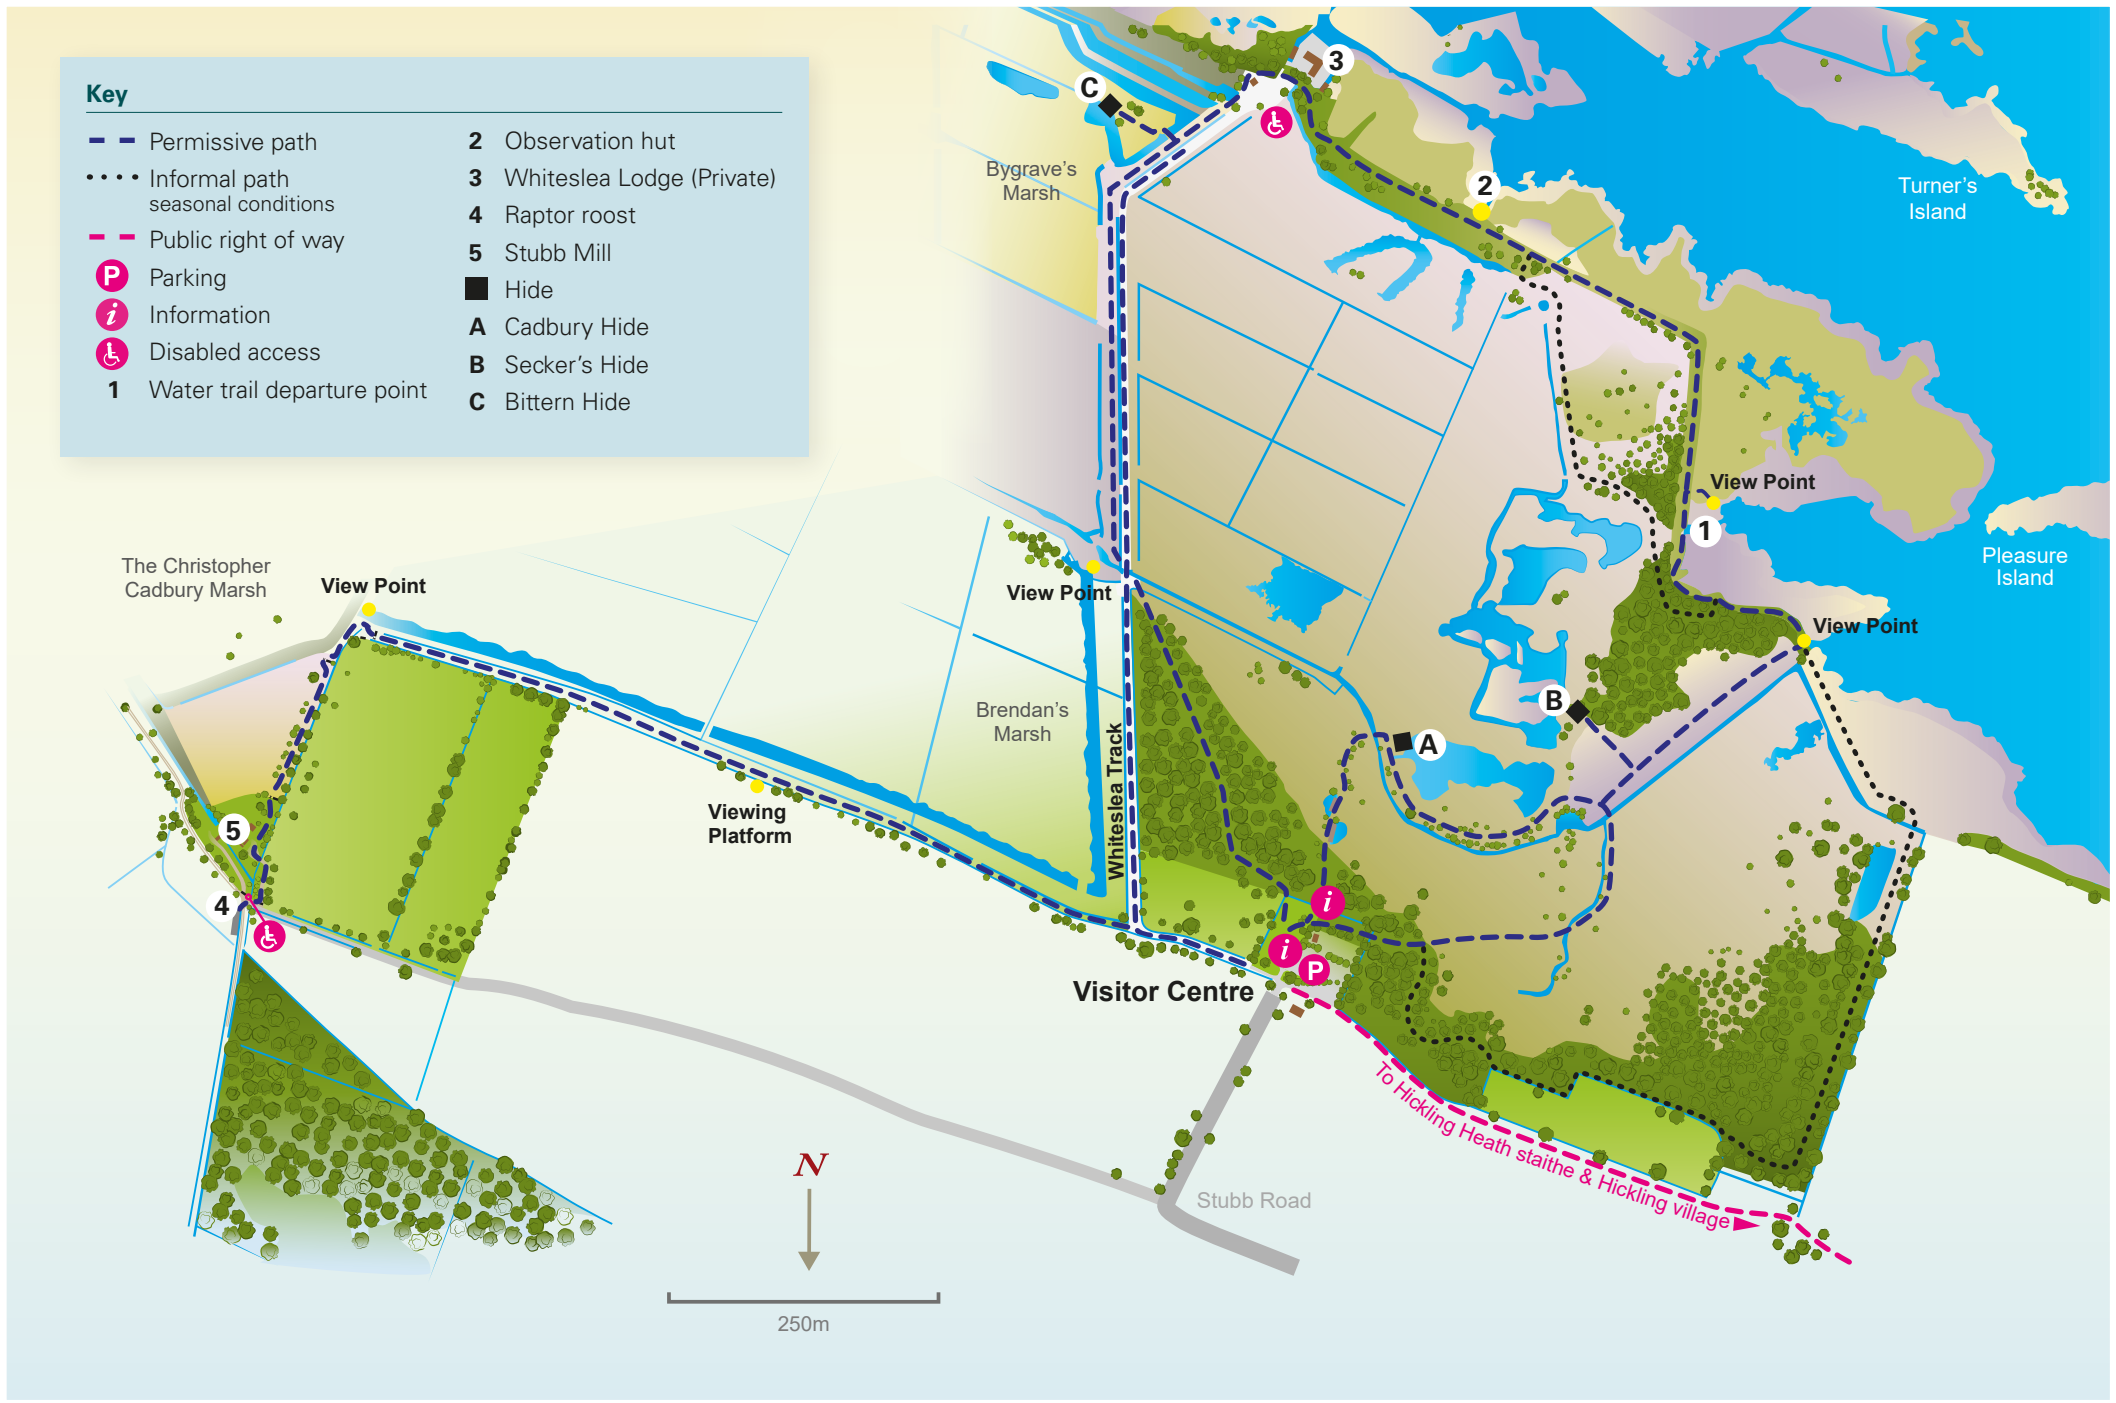 Key
Permissive path
Informal path
seasonal conditions
Public right of way
P
Parking
i
Information
Disabled access
1
Water trail departure point
2
Observation hut
3
Whiteslea Lodge (Private)
4
Raptor roost
5
Stubb Mill
Hide
A
Cadbury Hide
B
Secker's Hide
C
Bittern Hide
3
C
Bygrave's
Marsh
2
Turner's
Island
View Point
1
Pleasure
Island
The Christopher
Cadbury Marsh
View Point
View Point
View Point
B
A
Brendan's
Marsh
Whiteslea Track
Viewing
Platform
5
4
i
i
P
Visitor Centre
To Hickling Heath staithe & Hickling village
N
Stubb Road
250m